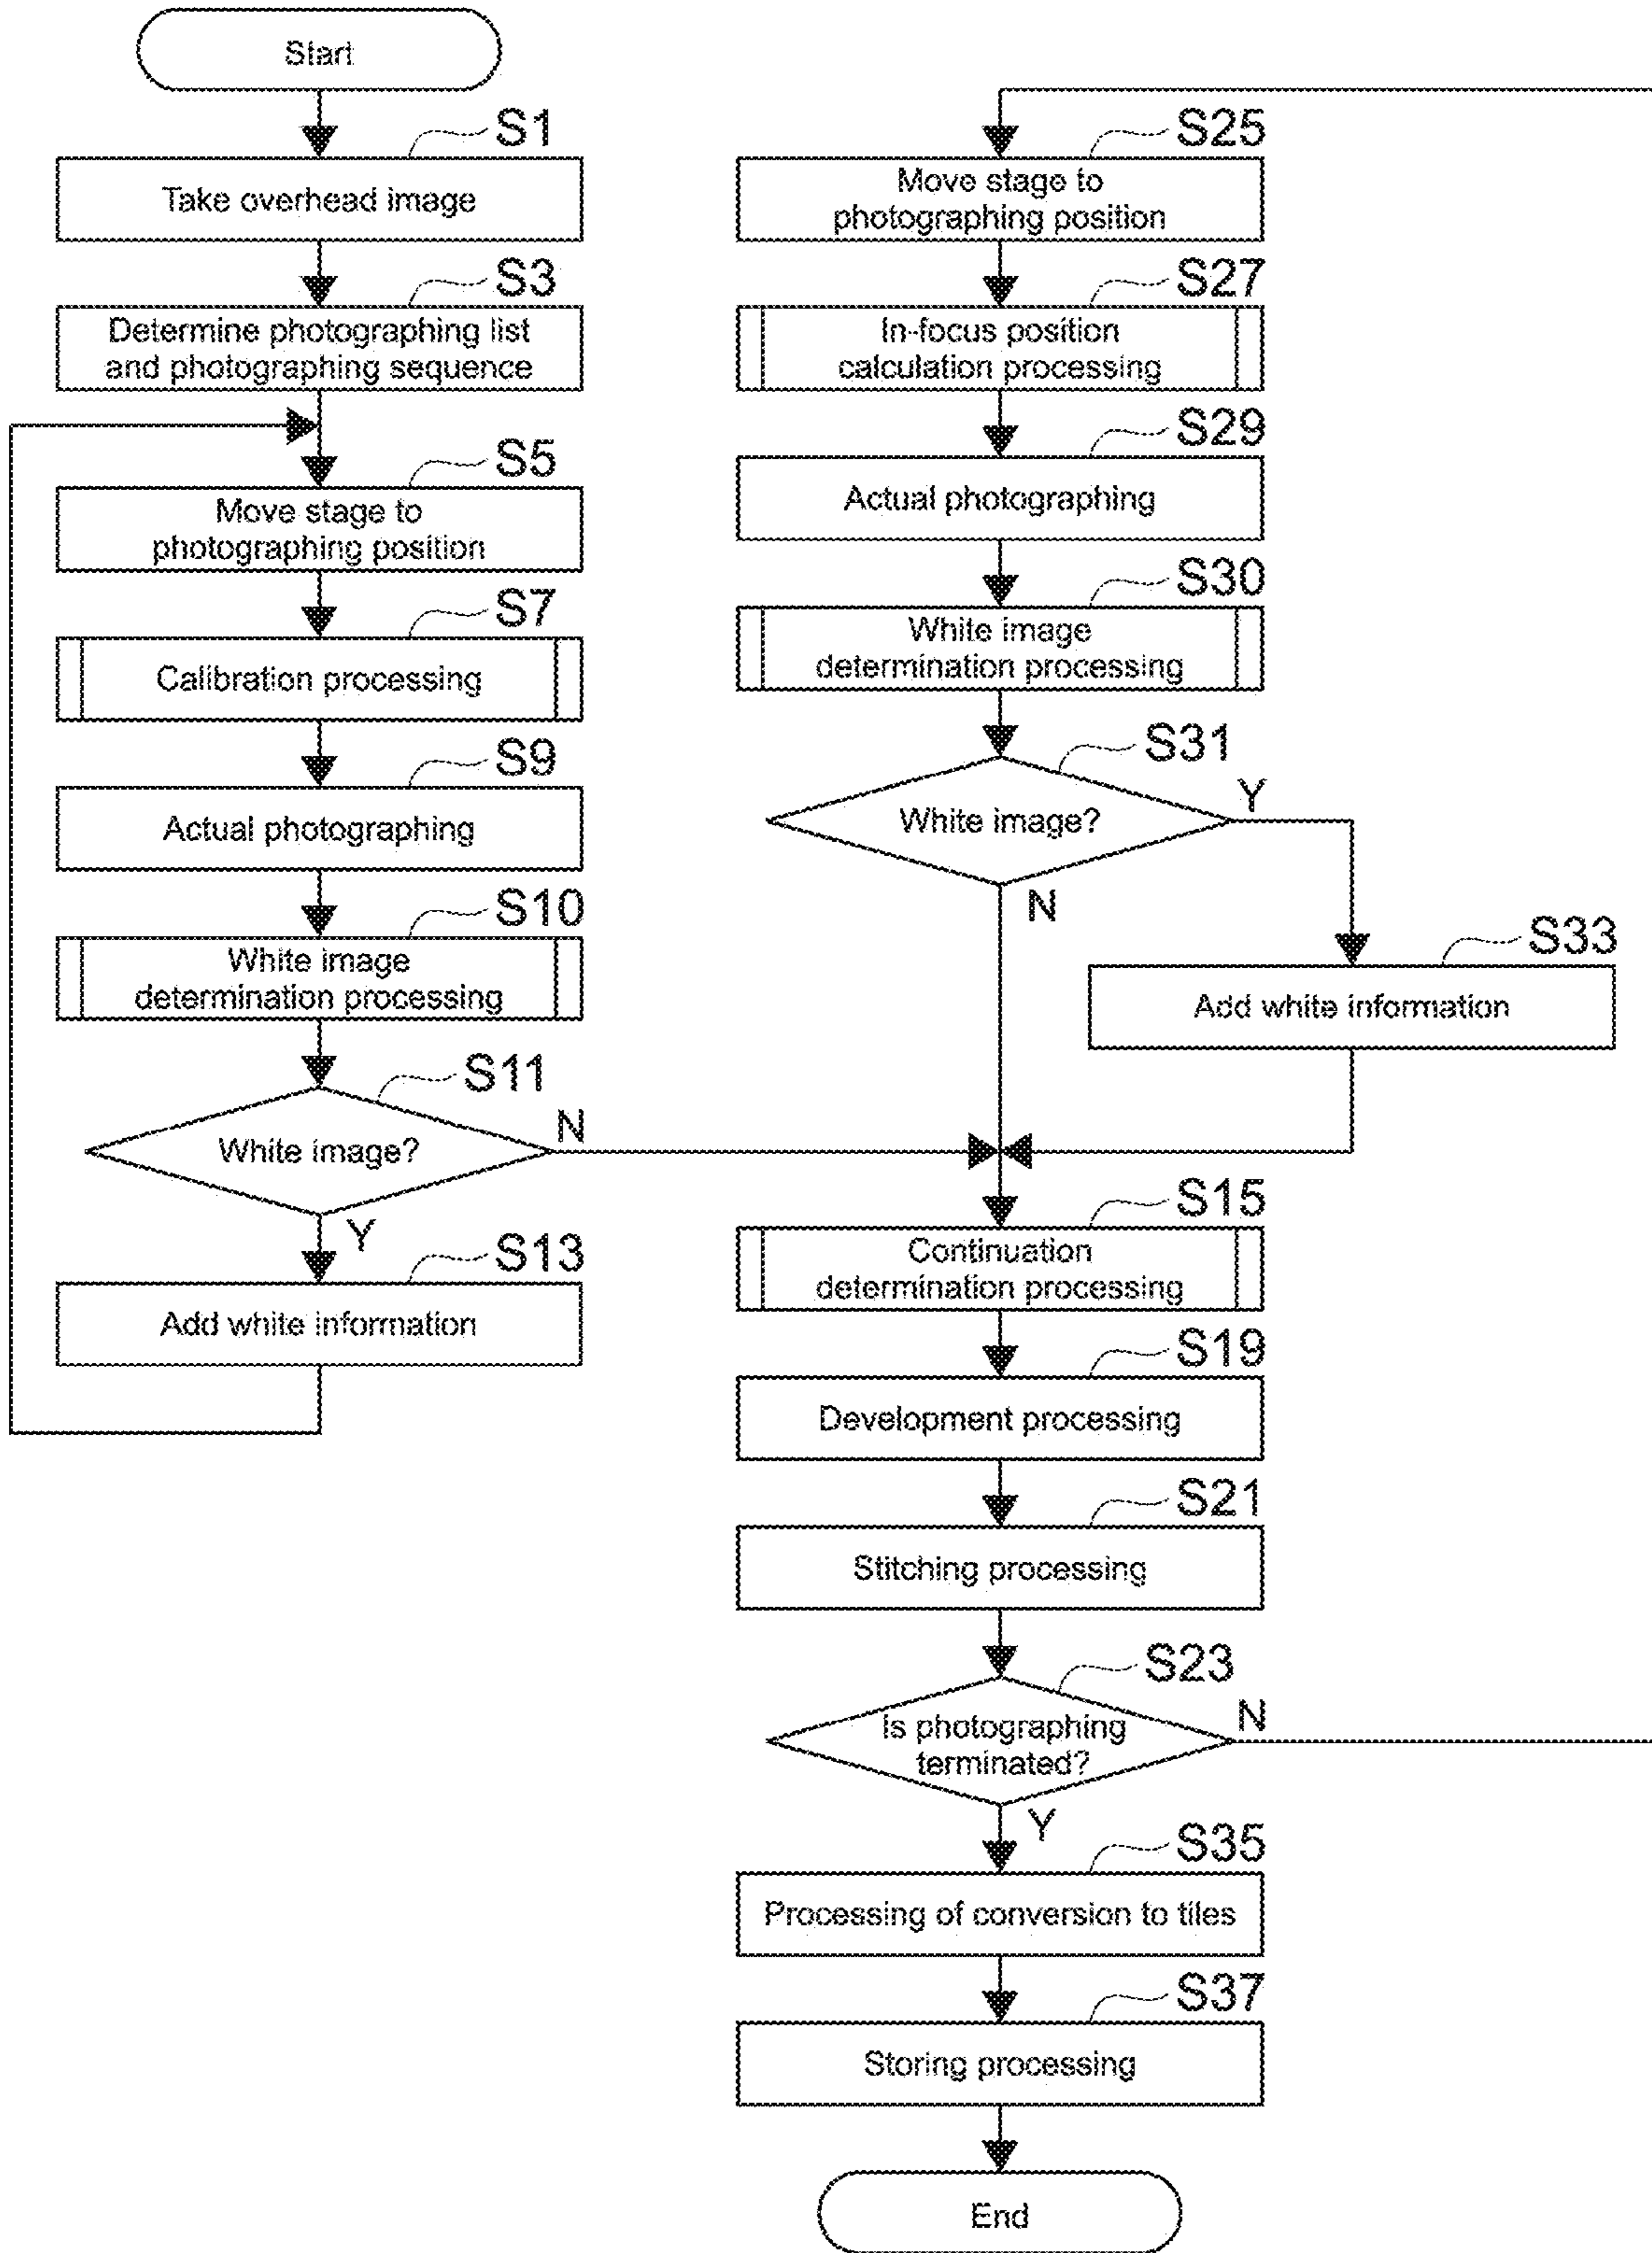 Start
S1
Take overhead image
S3
Determine photographing list
and photographing sequence
S5
Move stage to
photographing position
S7
Calibration processing
S9
Actual photographing
S10
White image
determination processing
S11
White image?
N
Y
S13
Add white information
S25
Move stage to
photographing position
S27
In-focus position
calculation processing
S29
Actual photographing
S30
White image
determination processing
S31
White image?
Y
N
S33
Add white information
S15
Continuation
determination processing
S19
Development processing
S21
Stitching processing
S23
Is photographing
terminated?
N
Y
S35
Processing of conversion to tiles
S37
Storing processing
End